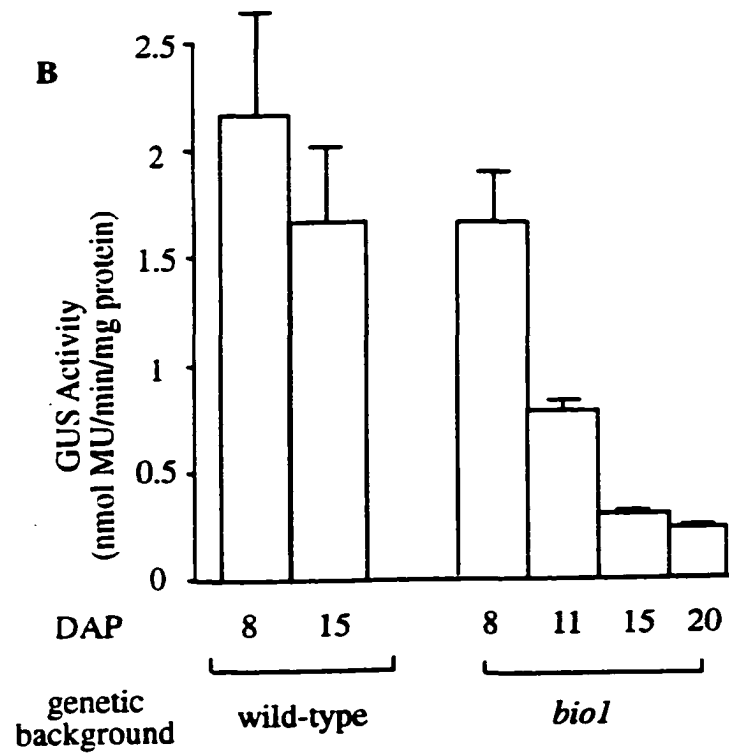 B
GUS Activity
(nmol MU/min/mg protein)
2.5
2
1.5
1
0.5
0
DAP 8 15 8 11 15 20
genetic
background
wild-type bio1